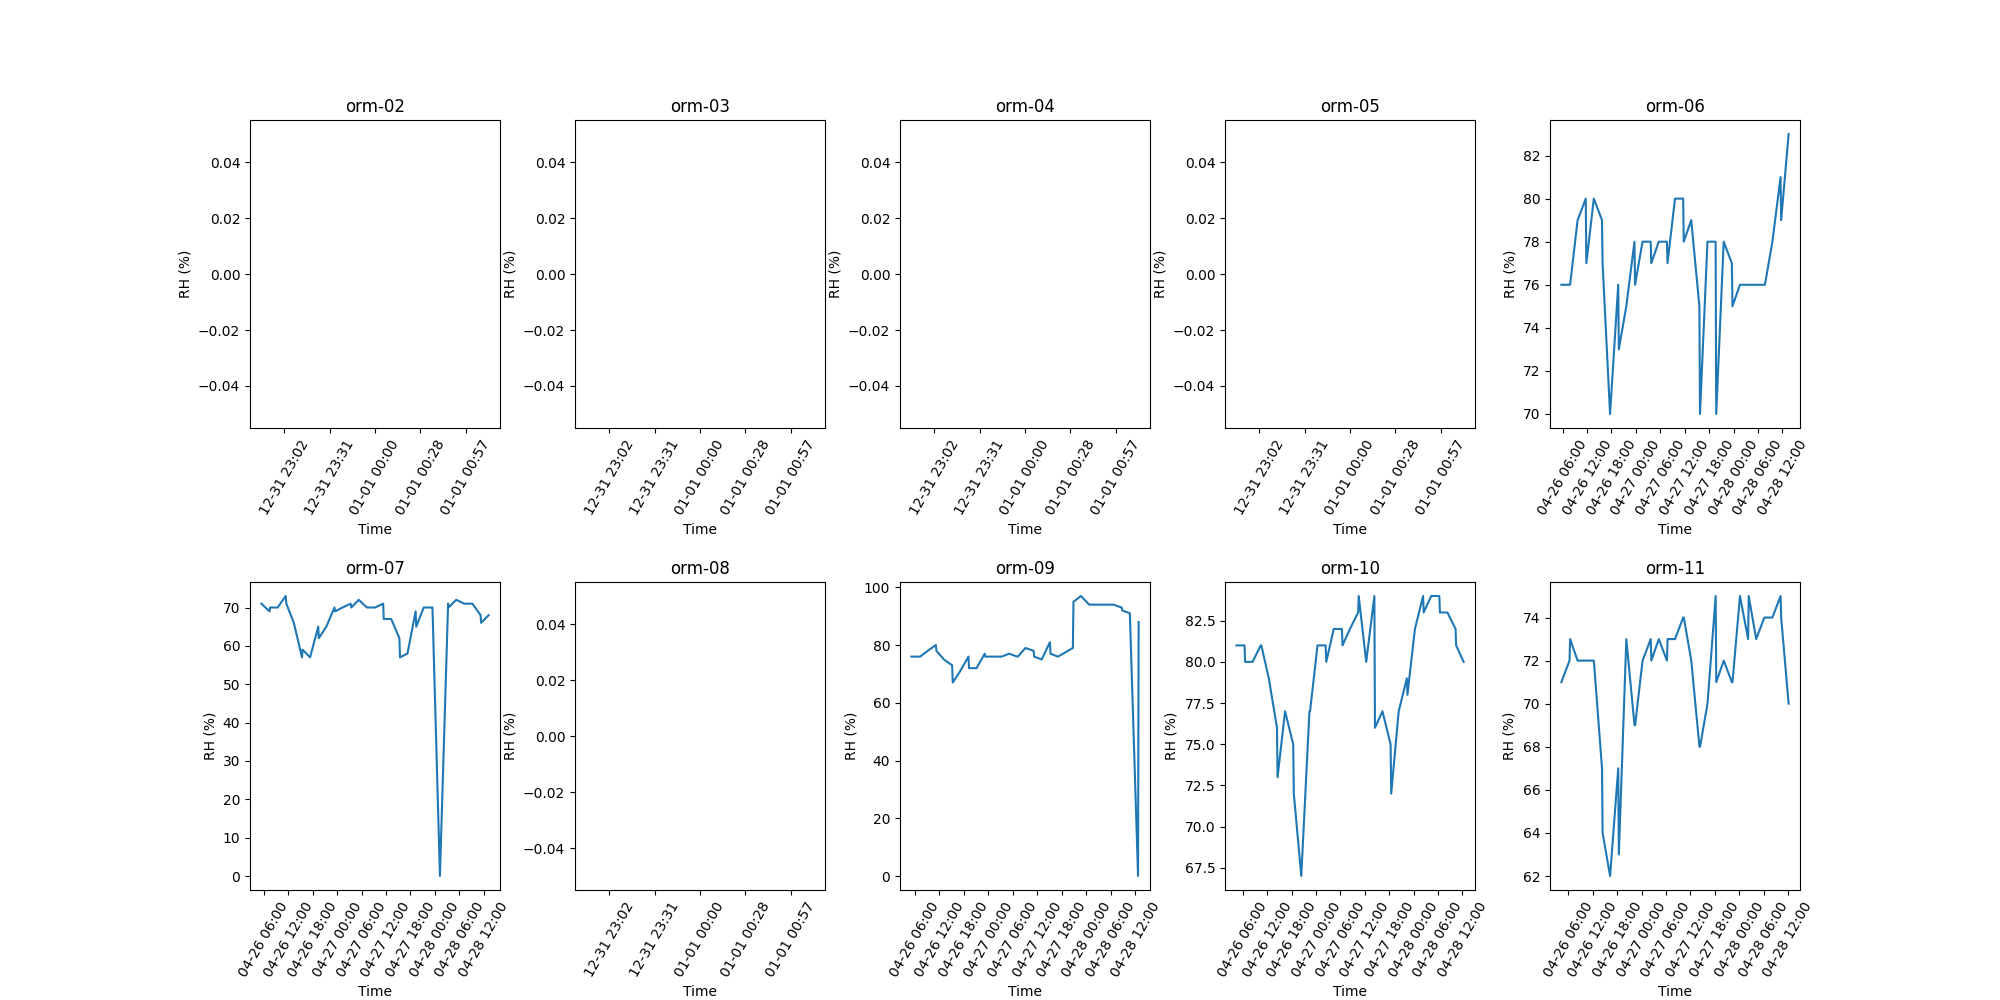 orm-02 orm-03 orm-04 orm-05 orm-06
RH (%) 0.04 0.02 0.00 −0.02 −0.04
12-31 23:02 12-31 23:31 01-01 00:00 01-01 00:28 01-01 00:57
Time
RH (%) 0.04 0.02 0.00 −0.02 −0.04
12-31 23:02 12-31 23:31 01-01 00:00 01-01 00:28 01-01 00:57
Time
RH (%) 0.04 0.02 0.00 −0.02 −0.04
12-31 23:02 12-31 23:31 01-01 00:00 01-01 00:28 01-01 00:57
Time
RH (%) 0.04 0.02 0.00 −0.02 −0.04
12-31 23:02 12-31 23:31 01-01 00:00 01-01 00:28 01-01 00:57
Time
RH (%) 82 80 78 76 74 72 70
04-26 06:00 04-26 12:00 04-26 18:00 04-27 00:00 04-27 06:00 04-27 12:00 04-27 18:00 04-28 00:00 04-28 06:00 04-28 12:00
Time
orm-07 orm-08 orm-09 orm-10 orm-11
RH (%) 70 60 50 40 30 20 10 0
04-26 06:00 04-26 12:00 04-26 18:00 04-27 00:00 04-27 06:00 04-27 12:00 04-27 18:00 04-28 00:00 04-28 06:00 04-28 12:00
Time
RH (%) 0.04 0.02 0.00 −0.02 −0.04
12-31 23:02 12-31 23:31 01-01 00:00 01-01 00:28 01-01 00:57
Time
RH (%) 100 80 60 40 20 0
04-26 06:00 04-26 12:00 04-26 18:00 04-27 00:00 04-27 06:00 04-27 12:00 04-27 18:00 04-28 00:00 04-28 06:00 04-28 12:00
Time
RH (%) 82.5 80.0 77.5 75.0 72.5 70.0 67.5
04-26 06:00 04-26 12:00 04-26 18:00 04-27 00:00 04-27 06:00 04-27 12:00 04-27 18:00 04-28 00:00 04-28 06:00 04-28 12:00
Time
RH (%) 74 72 70 68 66 64 62
04-26 06:00 04-26 12:00 04-26 18:00 04-27 00:00 04-27 06:00 04-27 12:00 04-27 18:00 04-28 00:00 04-28 06:00 04-28 12:00
Time